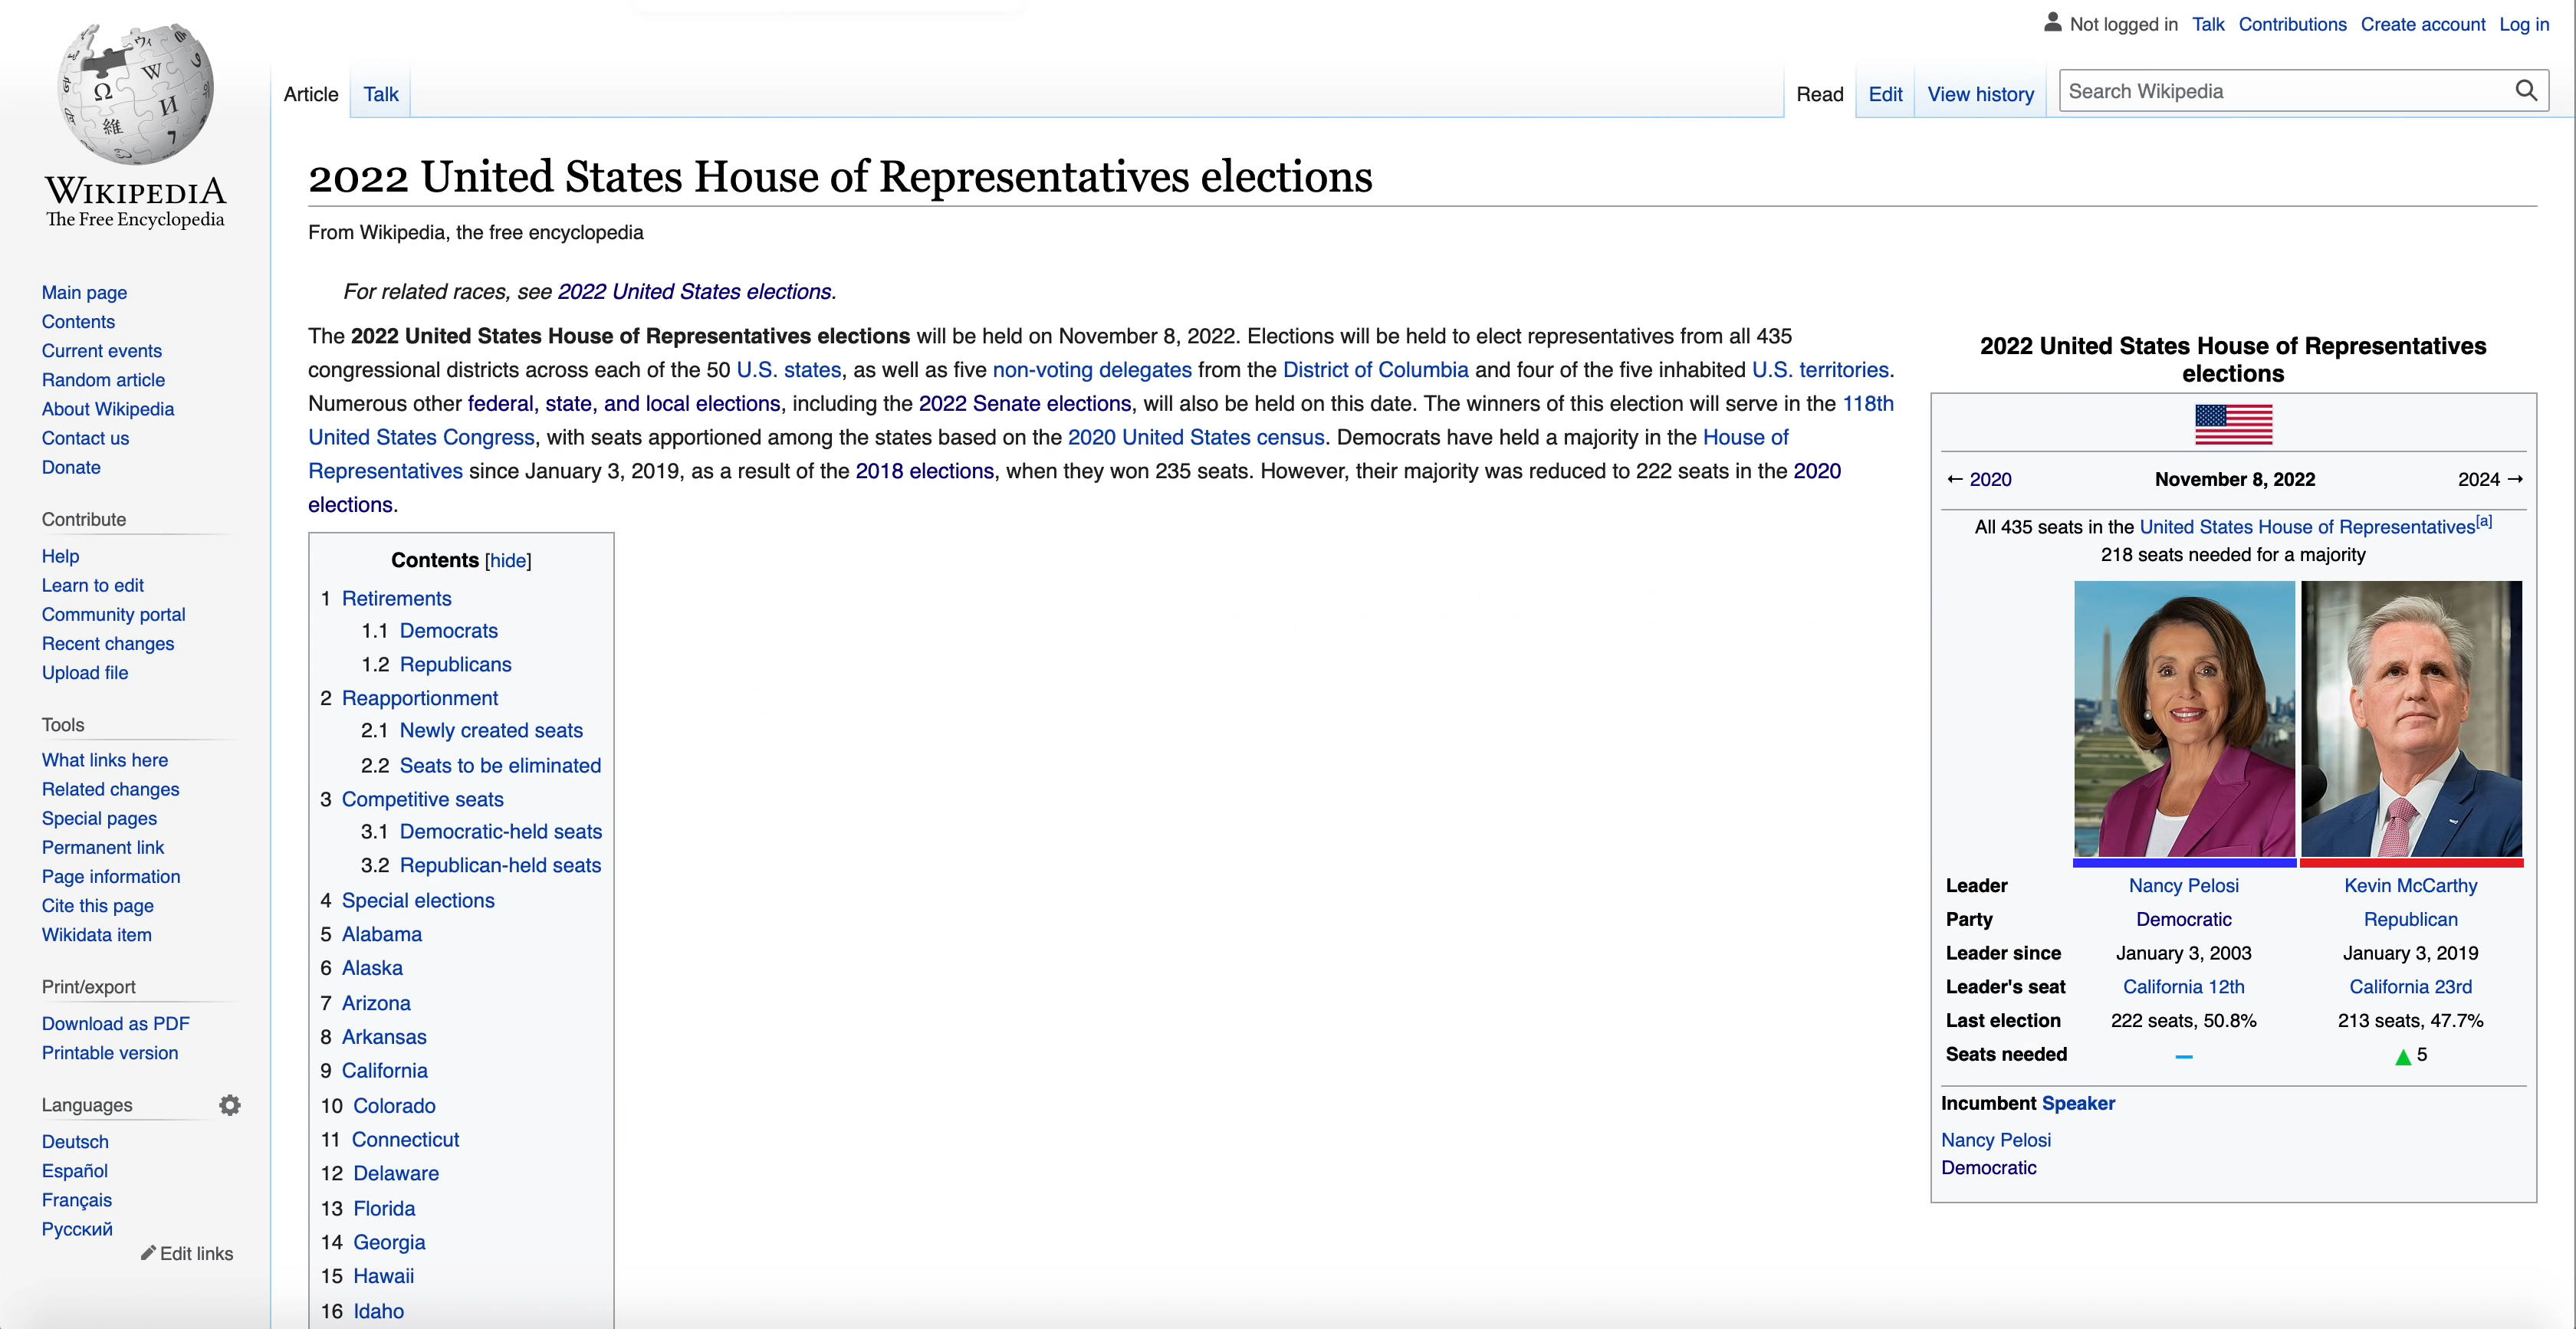 Not logged in Talk Contributions Create account Log in
Article Talk Read Edit View history Search Wikipedia
WIKIPEDIA
The Free Encyclopedia
Main page
Contents
Current events
Random article
About Wikipedia
Contact us
Donate
Contribute
Help
Learn to edit
Community portal
Recent changes
Upload file
Tools
What links here
Related changes
Special pages
Permanent link
Page information
Cite this page
Wikidata item
Print/export
Download as PDF
Printable version
Languages
Deutsch
Español
Français
Русский
Edit links
2022 United States House of Representatives elections
From Wikipedia, the free encyclopedia
For related races, see 2022 United States elections.
The 2022 United States House of Representatives elections will be held on November 8, 2022. Elections will be held to elect representatives from all 435
congressional districts across each of the 50 U.S. states, as well as five non-voting delegates from the District of Columbia and four of the five inhabited U.S. territories.
Numerous other federal, state, and local elections, including the 2022 Senate elections, will also be held on this date. The winners of this election will serve in the 118th
United States Congress, with seats apportioned among the states based on the 2020 United States census. Democrats have held a majority in the House of
Representatives since January 3, 2019, as a result of the 2018 elections, when they won 235 seats. However, their majority was reduced to 222 seats in the 2020
elections.
Contents [hide]
1 Retirements
1.1 Democrats
1.2 Republicans
2 Reapportionment
2.1 Newly created seats
2.2 Seats to be eliminated
3 Competitive seats
3.1 Democratic-held seats
3.2 Republican-held seats
4 Special elections
5 Alabama
6 Alaska
7 Arizona
8 Arkansas
9 California
10 Colorado
11 Connecticut
12 Delaware
13 Florida
14 Georgia
15 Hawaii
16 Idaho
2022 United States House of Representatives
elections
← 2020 November 8, 2022 2024 →
All 435 seats in the United States House of Representatives[a]
218 seats needed for a majority
Leader Nancy Pelosi Kevin McCarthy
Party Democratic Republican
Leader since January 3, 2003 January 3, 2019
Leader's seat California 12th California 23rd
Last election 222 seats, 50.8% 213 seats, 47.7%
Seats needed – ▲ 5
Incumbent Speaker
Nancy Pelosi
Democratic